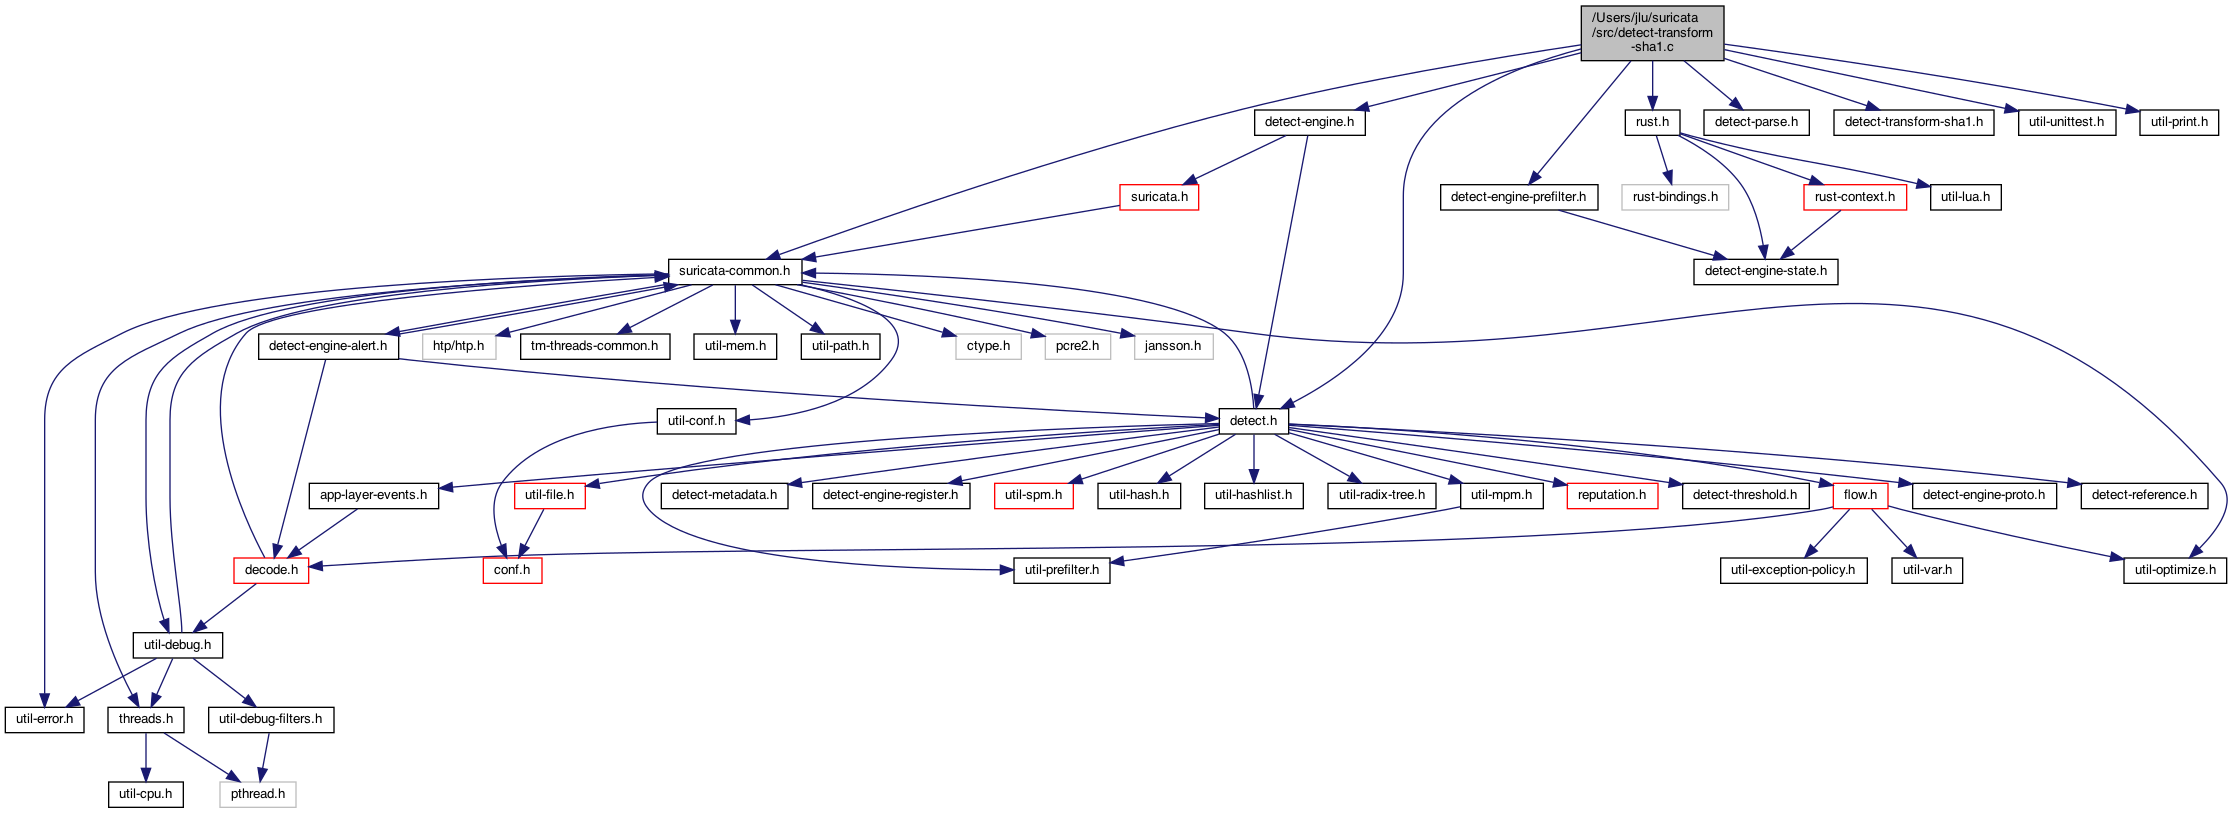 /Users/jlu/suricata
/src/detect-transform
-sha1.c
detect-engine.h
rust.h
detect-parse.h
detect-transform-sha1.h
util-unittest.h
util-print.h
suricata.h
detect-engine-prefilter.h
rust-bindings.h
rust-context.h
util-lua.h
suricata-common.h
detect-engine-state.h
detect-engine-alert.h
htp/htp.h
tm-threads-common.h
util-mem.h
util-path.h
ctype.h
pcre2.h
jansson.h
util-conf.h
detect.h
app-layer-events.h
util-file.h
detect-metadata.h
detect-engine-register.h
util-spm.h
util-hash.h
util-hashlist.h
util-radix-tree.h
util-mpm.h
reputation.h
detect-threshold.h
flow.h
detect-engine-proto.h
detect-reference.h
decode.h
conf.h
util-prefilter.h
util-exception-policy.h
util-var.h
util-optimize.h
util-debug.h
util-error.h
threads.h
util-debug-filters.h
util-cpu.h
pthread.h